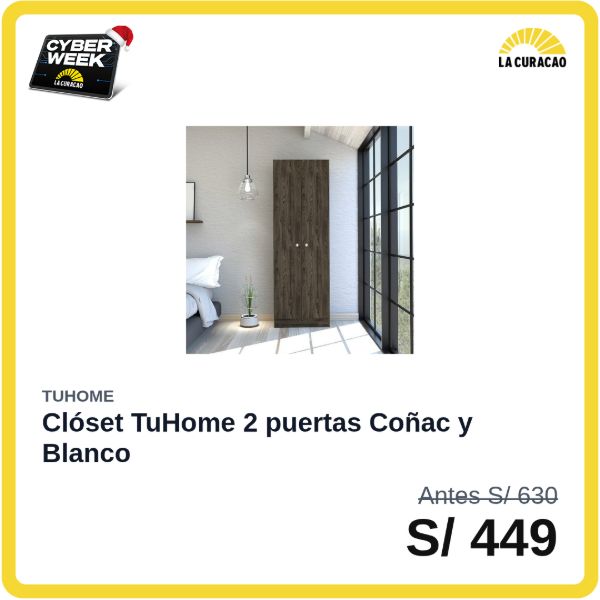 CYBER
WEEK
LA CURACAO
LA CURACAO
TUHOME
Clóset TuHome 2 puertas Coñac y
Blanco
Antes S/ 630
S/ 449